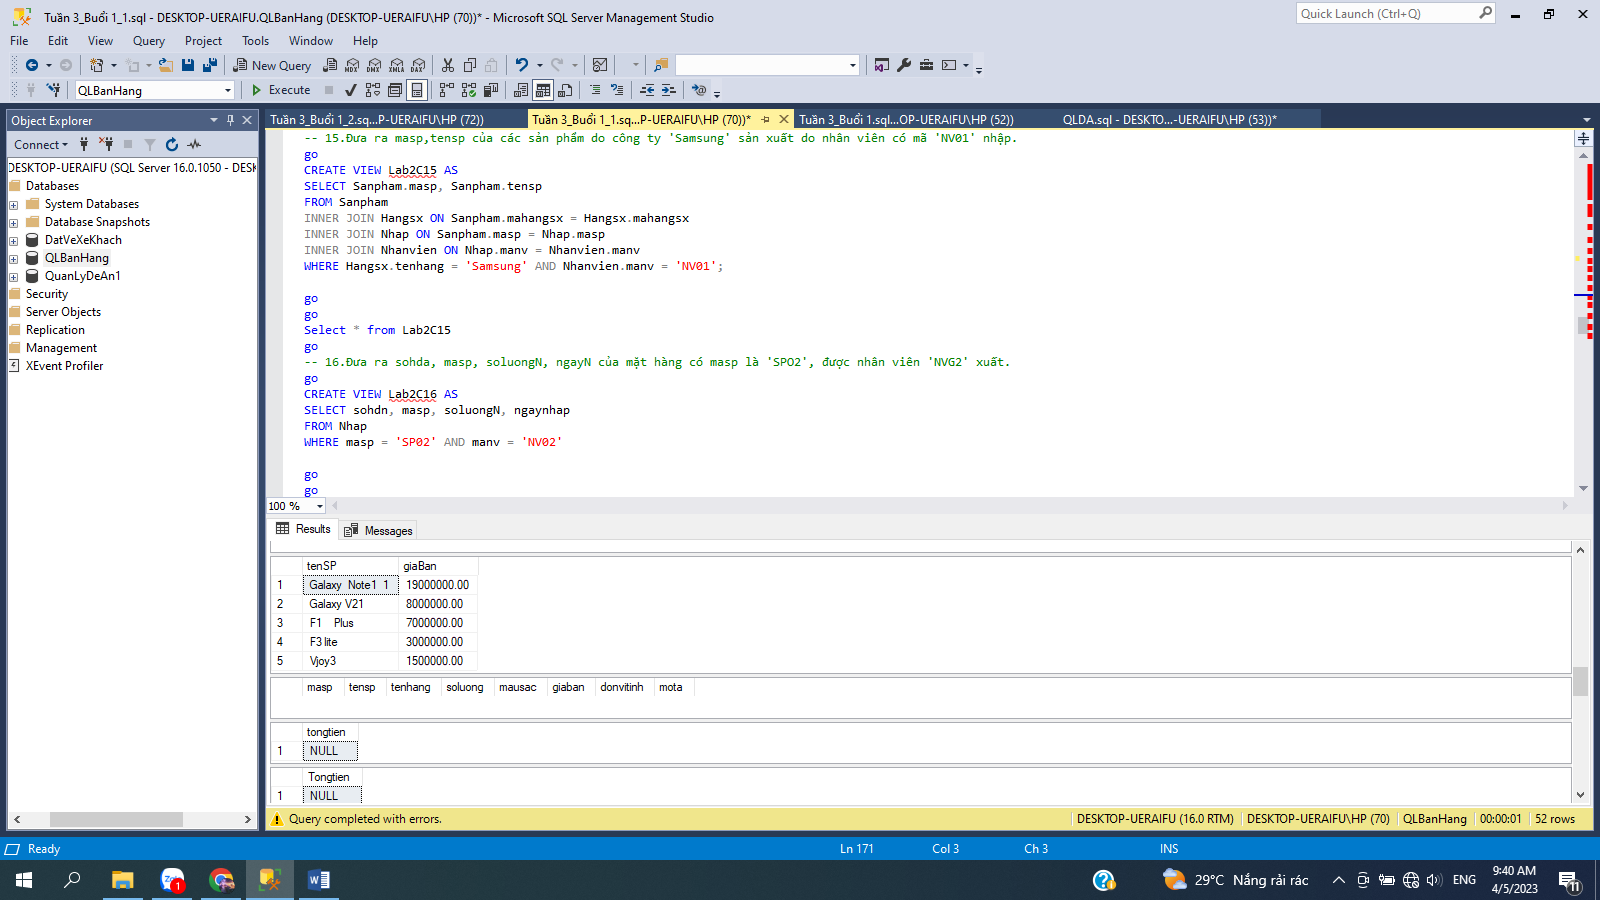 Tuần 3_Buổi 1_1.sql - DESKTOP-UERAIFU.QLBanHang (DESKTOP-UERAIFU\HP (70))* - Microsoft SQL Server Management Studio
Quick Launch (Ctrl+Q)
File Edit View Query Project Tools Window Help
New Query
MDX DMX XMLA DAX
QLBanHang
Execute
Object Explorer
Tuần 3_Buổi 1_2.sq...P-UERAIFU\HP (72))
Tuần 3_Buổi 1_1.sq...P-UERAIFU\HP (70))*
Tuần 3_Buổi 1.sql...OP-UERAIFU\HP (52))
QLDA.sql - DESKTO...-UERAIFU\HP (53))*
Connect
DESKTOP-UERAIFU (SQL Server 16.0.1050 - DESK
Databases
System Databases
Database Snapshots
DatVeXeKhach
QLBanHang
QuanLyDeAn1
Security
Server Objects
Replication
Management
XEvent Profiler
-- 15.Đưa ra masp,tensp của các sản phẩm do công ty 'Samsung' sản xuất do nhân viên có mã 'NV01' nhập.
go
CREATE VIEW Lab2C15 AS
SELECT Sanpham.masp, Sanpham.tensp
FROM Sanpham
INNER JOIN Hangsx ON Sanpham.mahangsx = Hangsx.mahangsx
INNER JOIN Nhap ON Sanpham.masp = Nhap.masp
INNER JOIN Nhanvien ON Nhap.manv = Nhanvien.manv
WHERE Hangsx.tenhang = 'Samsung' AND Nhanvien.manv = 'NV01';
go
go
Select * from Lab2C15
go
-- 16.Đưa ra sohda, masp, soluongN, ngayN của mặt hàng có masp là 'SPO2', được nhân viên 'NVG2' xuất.
go
CREATE VIEW Lab2C16 AS
SELECT sohdn, masp, soluongN, ngaynhap
FROM Nhap
WHERE masp = 'SP02' AND manv = 'NV02'
go
go
100 %
Results Messages
tenSP giaBan
1 Galaxy Note1 1 19000000.00
2 Galaxy V21 8000000.00
3 F1 Plus 7000000.00
4 F3 lite 3000000.00
5 Vjoy3 1500000.00
masp tensp tenhang soluong mausac giaban donvitinh mota
tongtien
1 NULL
Tongtien
1 NULL
Query completed with errors.
DESKTOP-UERAIFU (16.0 RTM) DESKTOP-UERAIFU\HP (70) QLBanHang 00:00:01 52 rows
Ready
Ln 171 Col 3 Ch 3 INS
Zalo
1
29°C Nắng rải rác
ENG
9:40 AM
4/5/2023
11